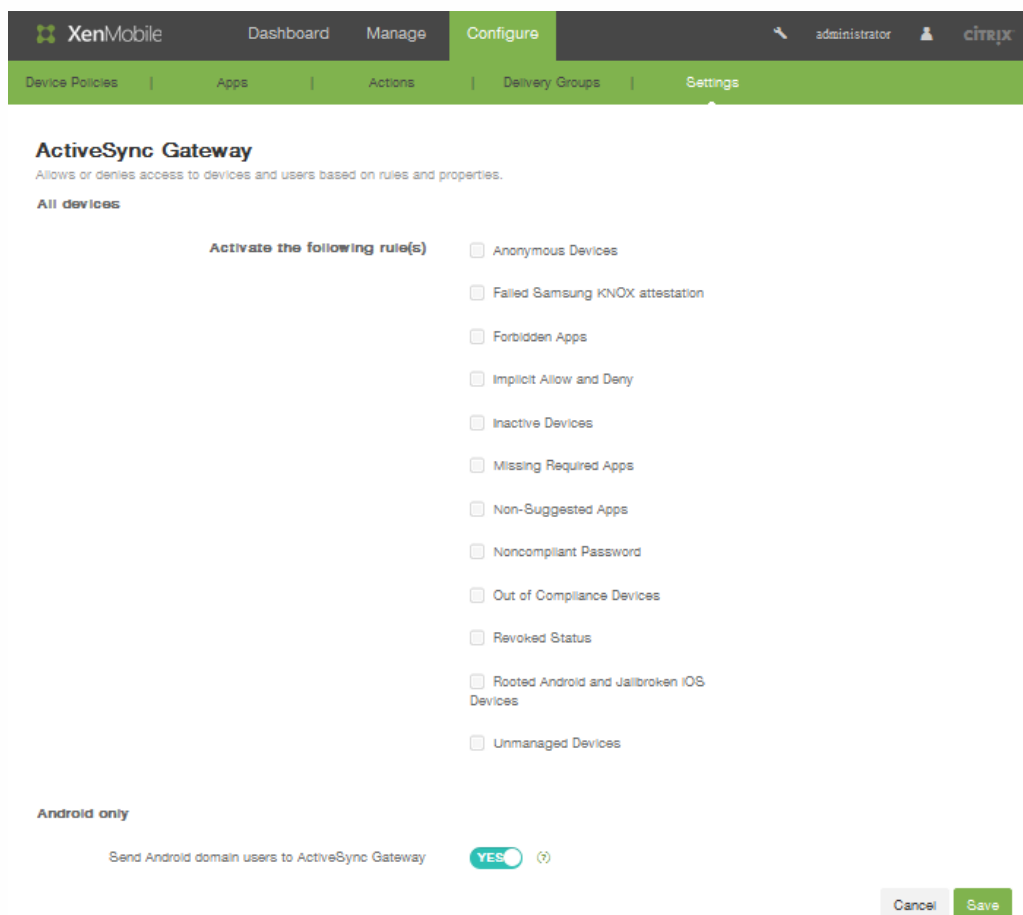 XenMobile Dashboard Manage Configure administrator CİTRIX
Device Policies | Apps | Actions | Delivery Groups | Settings
ActiveSync Gateway
Allows or denies access to devices and users based on rules and properties.
All devices
Activate the following rule(s)
Anonymous Devices
Failed Samsung KNOX attestation
Forbidden Apps
Implicit Allow and Deny
Inactive Devices
Missing Required Apps
Non-Suggested Apps
Noncompliant Password
Out of Compliance Devices
Revoked Status
Rooted Android and Jailbroken iOS
Devices
Unmanaged Devices
Android only
Send Android domain users to ActiveSync Gateway YES (?)
Cancel Save